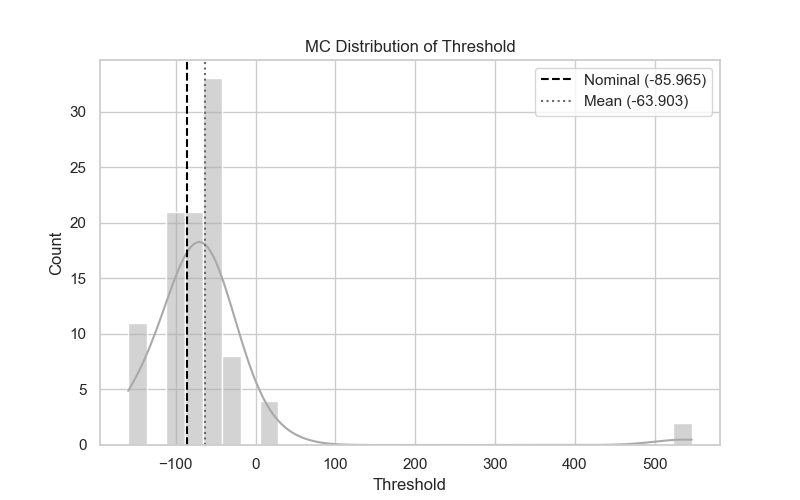 MC Distribution of Threshold
Nominal (-85.965)
Mean (-63.903)
Count
30
25
20
15
10
5
0
−100
0
100
200
300
400
500
Threshold